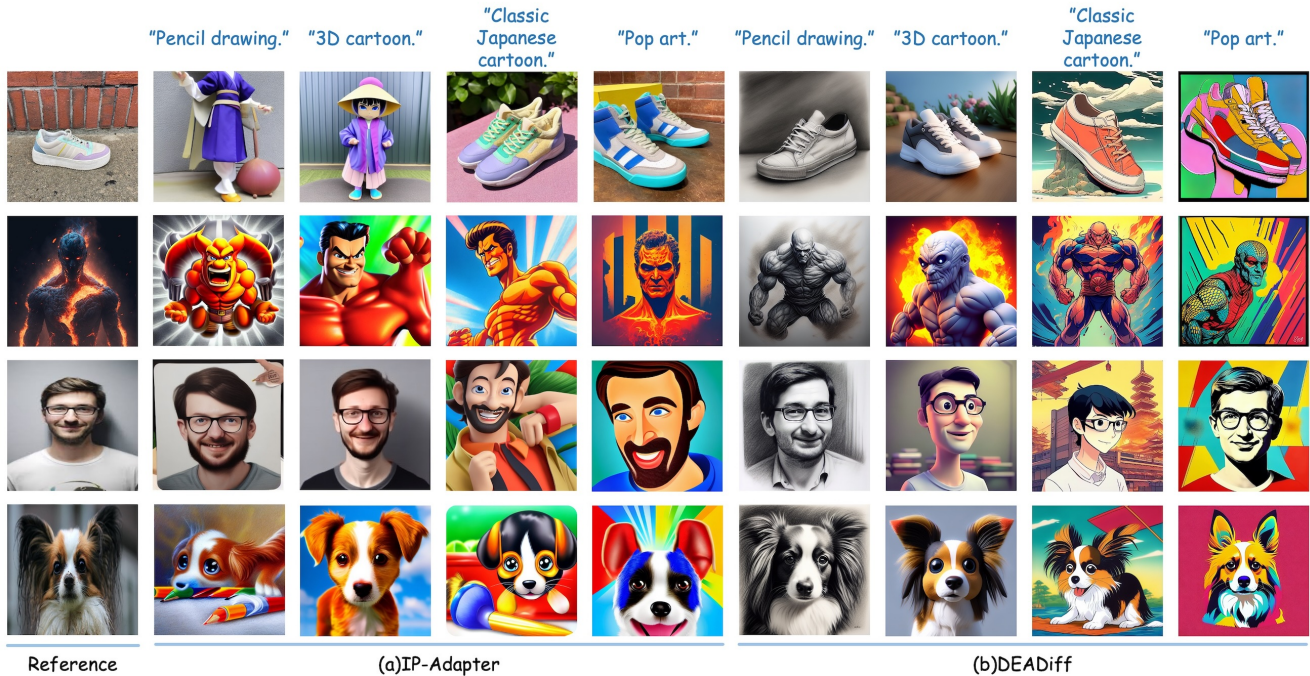 "Pencil drawing."
"3D cartoon."
"Classic
Japanese
cartoon."
"Pop art."
"Pencil drawing."
"3D cartoon."
"Classic
Japanese
cartoon."
"Pop art."
Reference
(a)IP-Adapter
(b)DEADiff